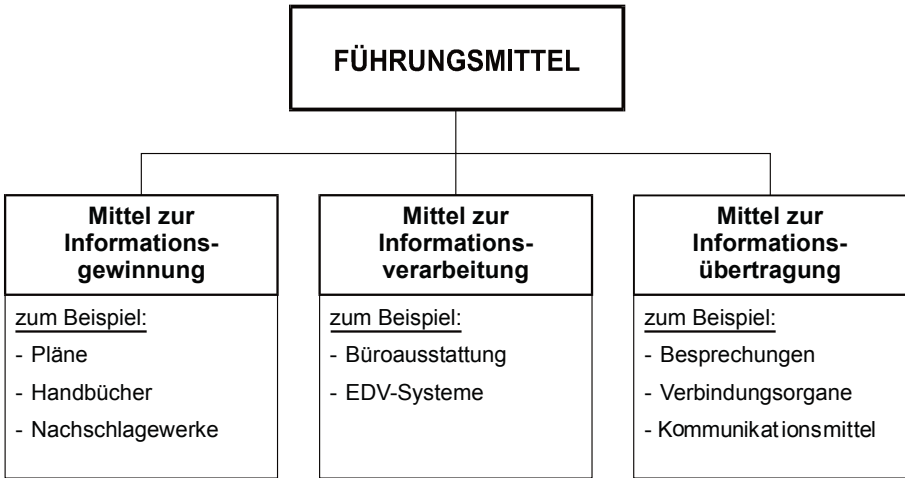 FÜHRUNGSMITTEL
Mittel zur
Informations-
gewinnung
zum Beispiel:
- Pläne
- Handbücher
- Nachschlagewerke
Mittel zur
Informations-
verarbeitung
zum Beispiel:
- Büroausstattung
- EDV-Systeme
Mittel zur
Informations-
übertragung
zum Beispiel:
- Besprechungen
- Verbindungsorgane
- Kommunikationsmittel